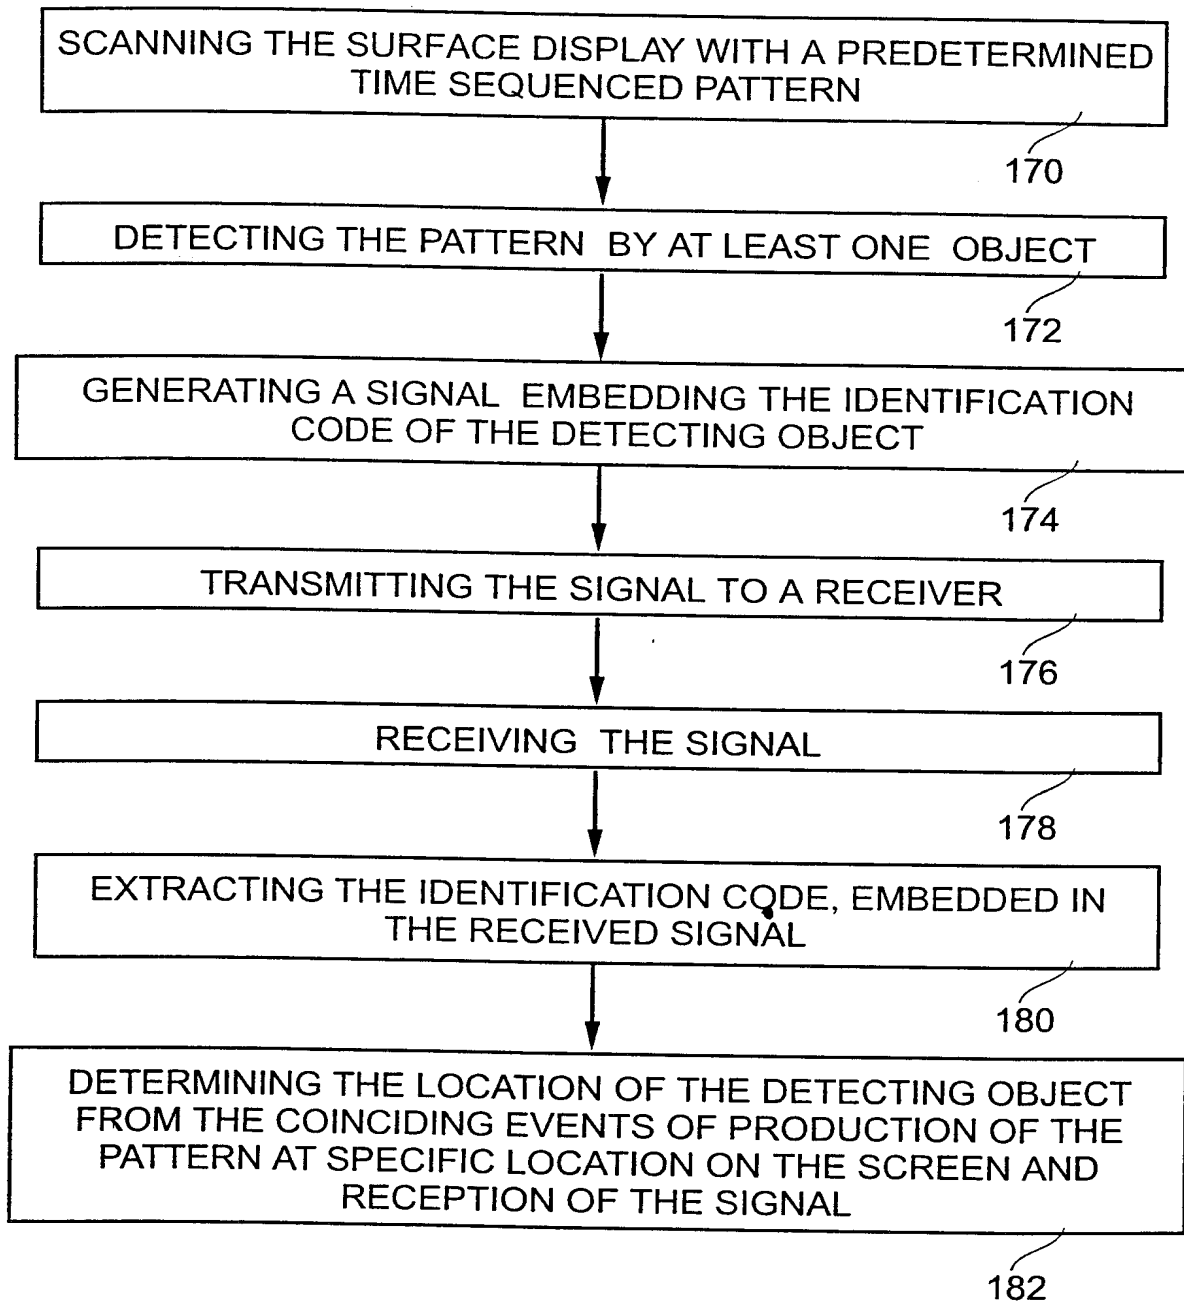 SCANNING THE SURFACE DISPLAY WITH A PREDETERMINED
TIME SEQUENCED PATTERN
170
DETECTING THE PATTERN BY AT LEAST ONE OBJECT
172
GENERATING A SIGNAL EMBEDDING THE IDENTIFICATION
CODE OF THE DETECTING OBJECT
174
TRANSMITTING THE SIGNAL TO A RECEIVER
176
RECEIVING THE SIGNAL
178
EXTRACTING THE IDENTIFICATION CODE, EMBEDDED IN
THE RECEIVED SIGNAL
180
DETERMINING THE LOCATION OF THE DETECTING OBJECT
FROM THE COINCIDING EVENTS OF PRODUCTION OF THE
PATTERN AT SPECIFIC LOCATION ON THE SCREEN AND
RECEPTION OF THE SIGNAL
182